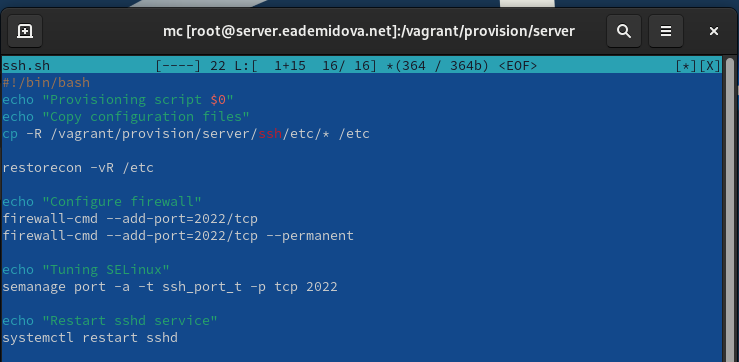 mc [root@server.eademidova.net]:/vagrant/provision/server
ssh.sh [----] 22 L:[ 1+15 16/ 16] *(364 / 364b) <EOF> [*][X]
#!/bin/bash
echo "Provisioning script $0"
echo "Copy configuration files"
cp -R /vagrant/provision/server/ssh/etc/* /etc
restorecon -vR /etc
echo "Configure firewall"
firewall-cmd --add-port=2022/tcp
firewall-cmd --add-port=2022/tcp --permanent
echo "Tuning SELinux"
semanage port -a -t ssh_port_t -p tcp 2022
echo "Restart sshd service"
systemctl restart sshd